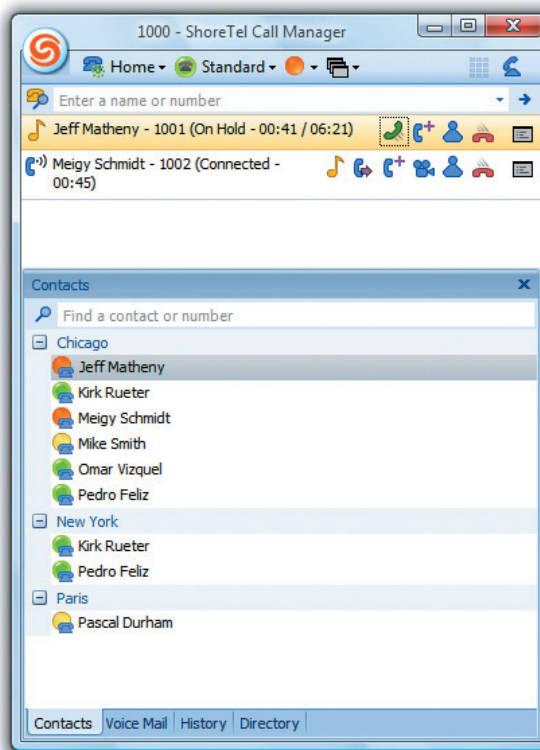 1000 - ShoreTel Call Manager
Home Standard
Enter a name or number
Jeff Matheny - 1001 (On Hold - 00:41 / 06:21)
Meigy Schmidt - 1002 (Connected -
00:45)
Contacts
Find a contact or number
Chicago
Jeff Matheny
Kirk Rueter
Meigy Schmidt
Mike Smith
Omar Vizquel
Pedro Feliz
New York
Kirk Rueter
Pedro Feliz
Paris
Pascal Durham
Contacts Voice Mail History Directory